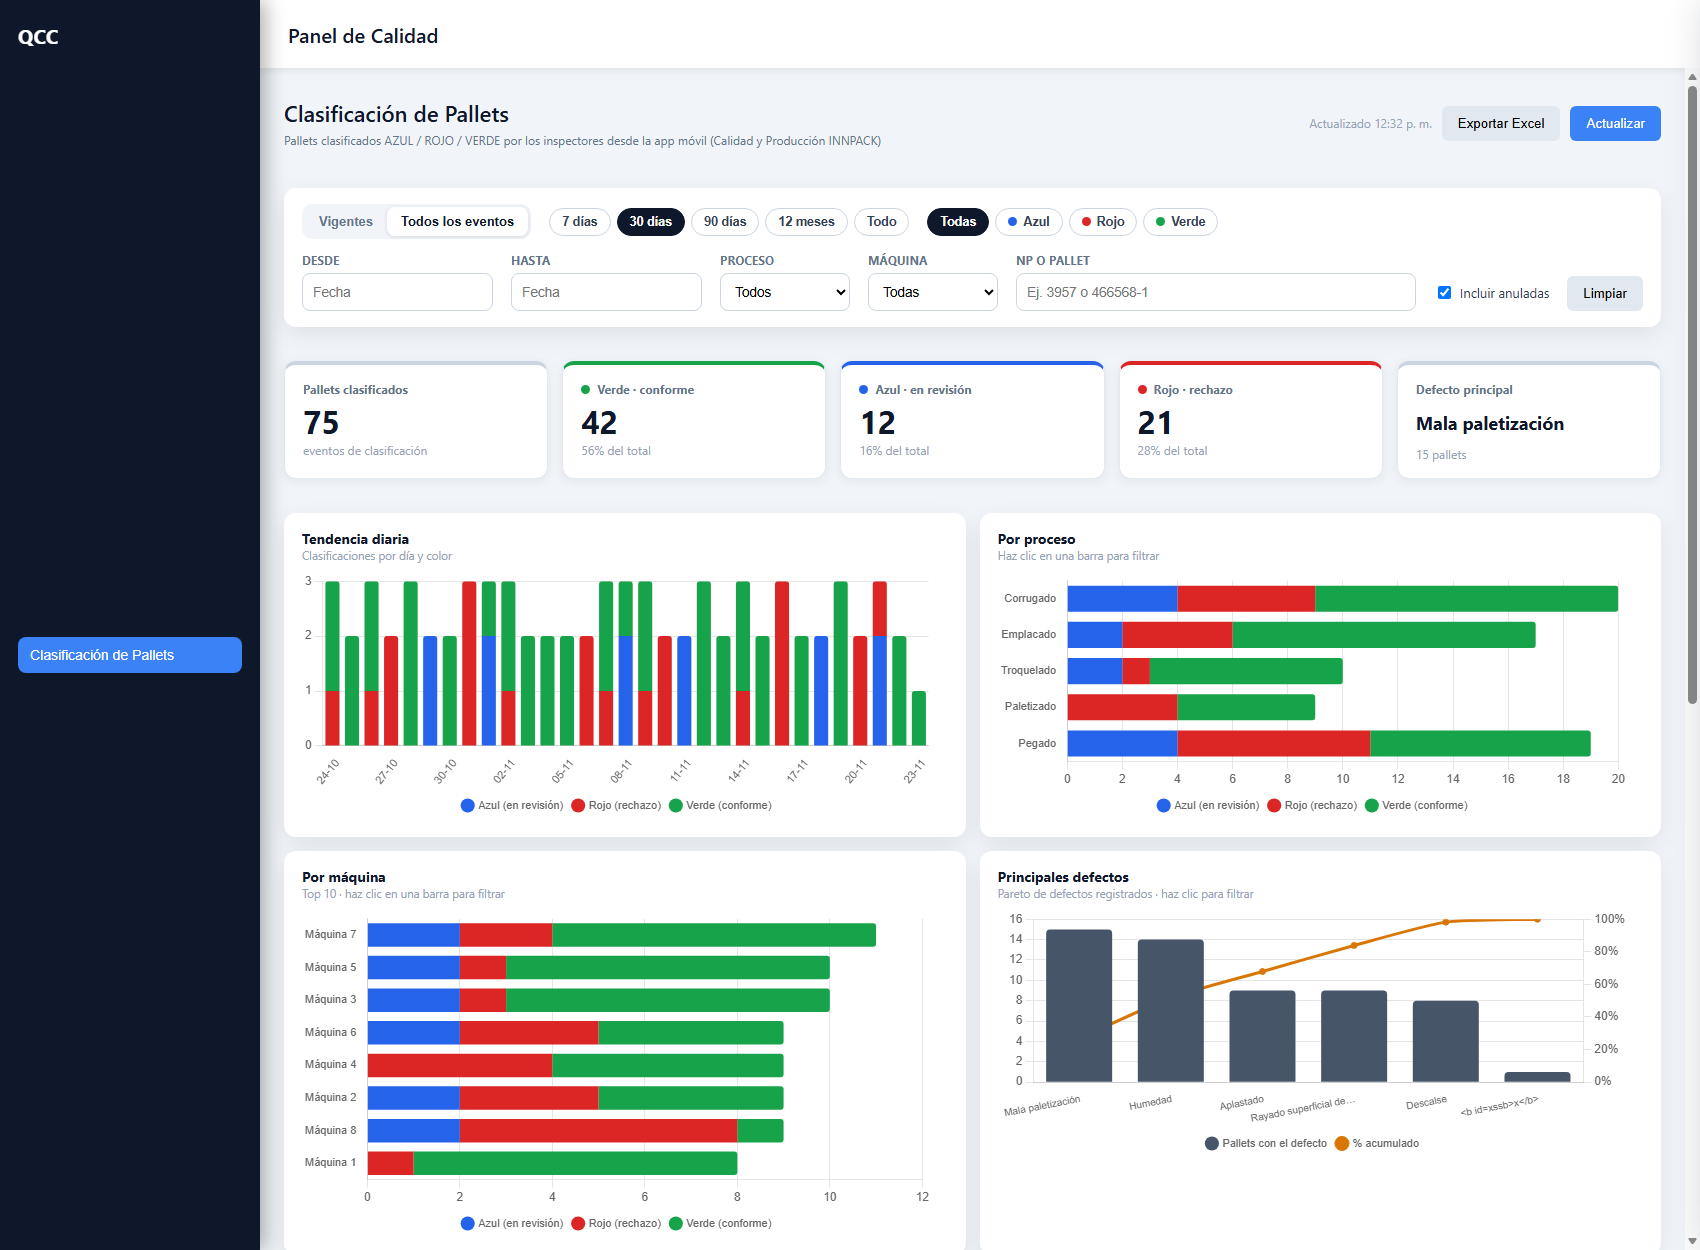 QCC
Panel de Calidad
Clasificación de Pallets
Clasificación de Pallets
Pallets clasificados AZUL / ROJO / VERDE por los inspectores desde la app móvil (Calidad y Producción INNPACK)
Actualizado 12:32 p. m.
Exportar Excel
Actualizar
Vigentes
Todos los eventos
7 días
30 días
90 días
12 meses
Todo
Todas
Azul
Rojo
Verde
DESDE
HASTA
PROCESO
MÁQUINA
NP O PALLET
Fecha
Fecha
Todos
Todas
Ej. 3957 o 466568-1
Incluir anuladas
Limpiar
Pallets clasificados
75
eventos de clasificación
Verde · conforme
42
56% del total
Azul · en revisión
12
16% del total
Rojo · rechazo
21
28% del total
Defecto principal
Mala paletización
15 pallets
Tendencia diaria
Clasificaciones por día y color
3
2
1
0
24-10
27-10
30-10
02-11
05-11
08-11
11-11
14-11
17-11
20-11
23-11
Azul (en revisión)
Rojo (rechazo)
Verde (conforme)
Por proceso
Haz clic en una barra para filtrar
Corrugado
Emplacado
Troquelado
Paletizado
Pegado
0
2
4
6
8
10
12
14
16
18
20
Azul (en revisión)
Rojo (rechazo)
Verde (conforme)
Por máquina
Top 10 · haz clic en una barra para filtrar
Máquina 7
Máquina 5
Máquina 3
Máquina 6
Máquina 4
Máquina 2
Máquina 8
Máquina 1
0
2
4
6
8
10
12
Azul (en revisión)
Rojo (rechazo)
Verde (conforme)
Principales defectos
Pareto de defectos registrados · haz clic para filtrar
16
14
12
10
8
6
4
2
0
100%
80%
60%
40%
20%
0%
Mala paletización
Humedad
Aplastado
Rayado superficial de…
Descalse
<b id=xssb>x</b>
Pallets con el defecto
% acumulado